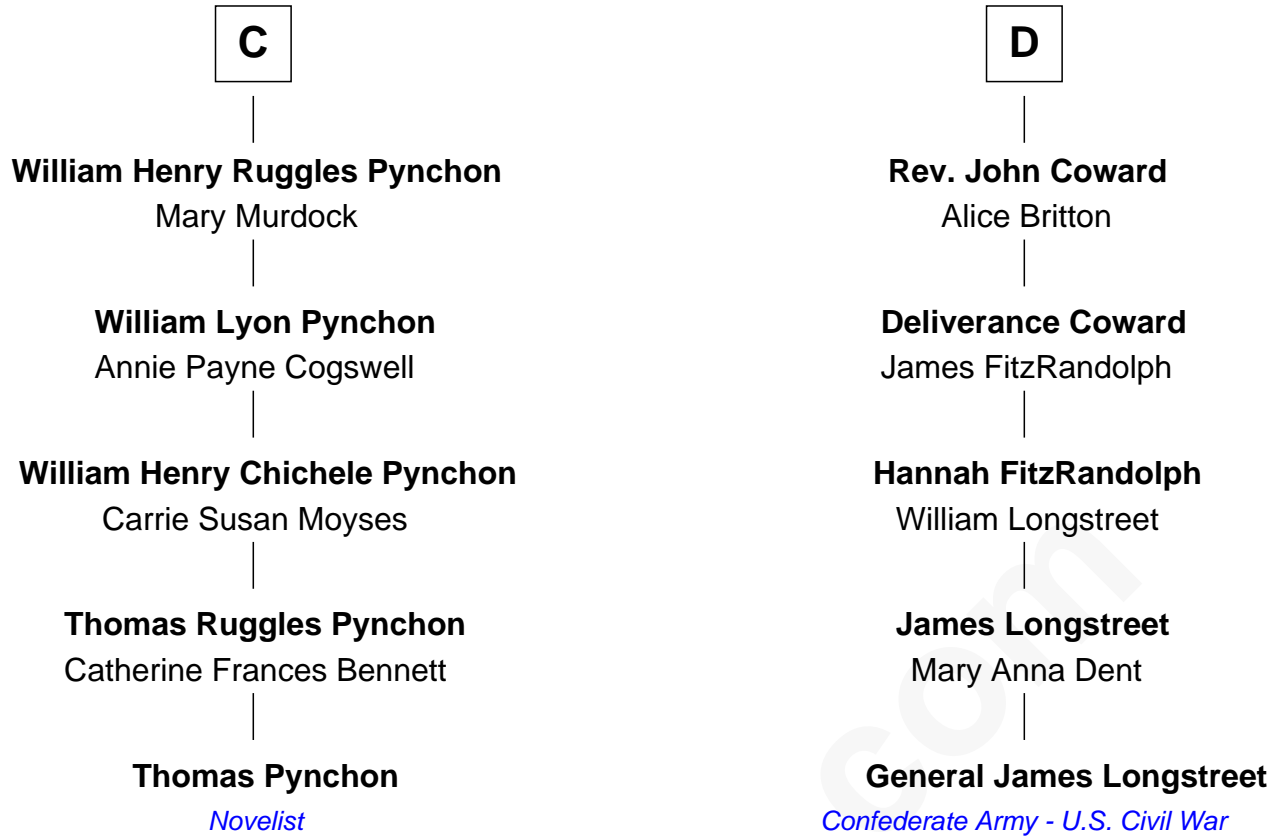 C
William Henry Ruggles Pynchon
Mary Murdock
William Lyon Pynchon
Annie Payne Cogswell
William Henry Chichele Pynchon
Carrie Susan Moyses
Thomas Ruggles Pynchon
Catherine Frances Bennett
Thomas Pynchon
Novelist
D
Rev. John Coward
Alice Britton
Deliverance Coward
James FitzRandolph
Hannah FitzRandolph
William Longstreet
James Longstreet
Mary Anna Dent
General James Longstreet
Confederate Army - U.S. Civil War
com